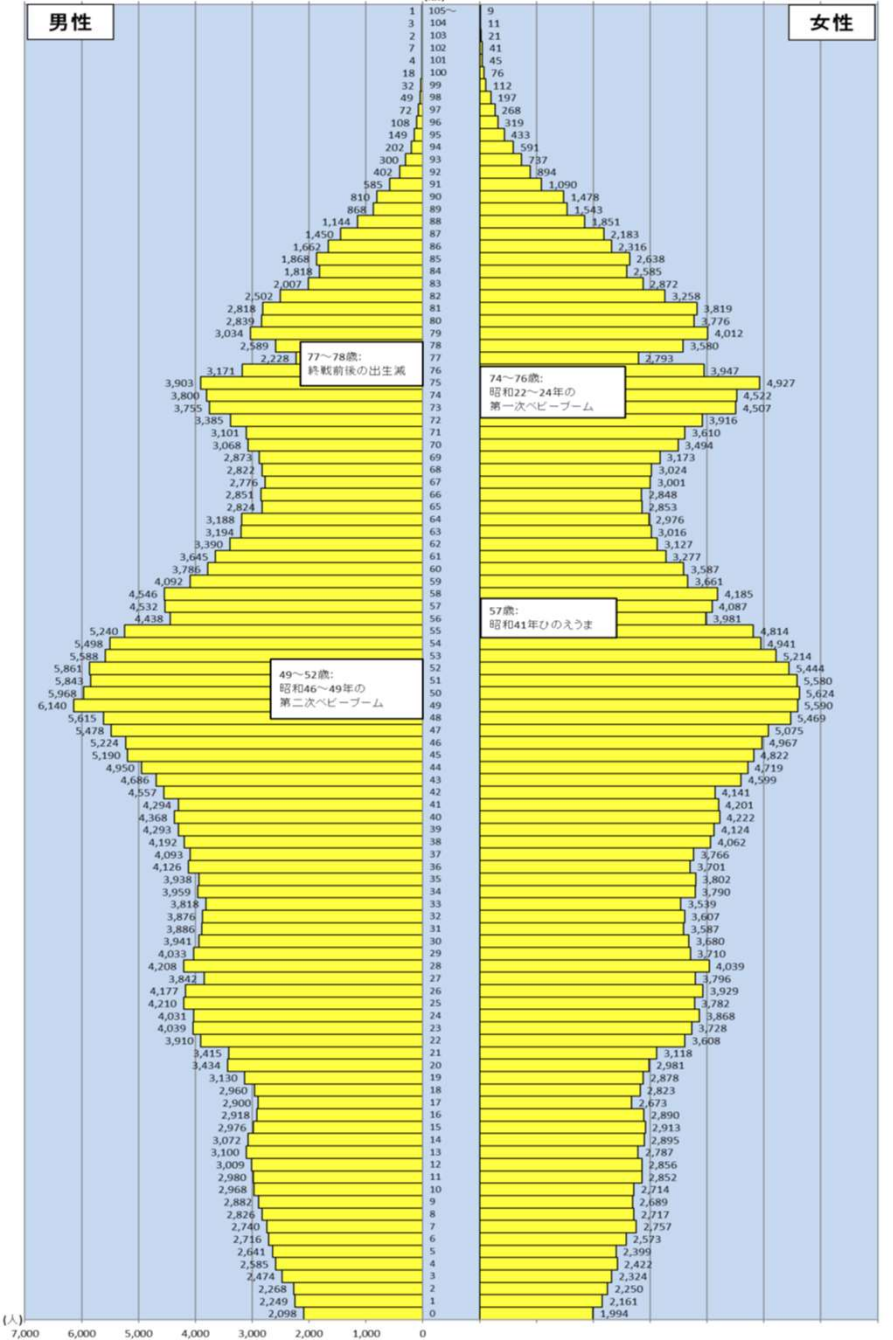 男性 女性
1 105~ 9
3 104 11
2 103 21
7 102 41
4 101 45
18 100 76
32 99 112
49 98 197
72 97 268
108 96 319
149 95 433
202 94 591
300 93 737
402 92 894
585 91 1,090
810 90 1,478
868 89 1,543
1,144 88 1,851
1,450 87 2,183
1,662 86 2,316
1,868 85 2,638
1,818 84 2,585
2,007 83 2,872
2,502 82 3,258
2,818 81 3,819
2,839 80 3,776
3,034 79 4,012
2,589 78 3,580
2,228 77 2,793
77~78歳:
終戦前後の出生減
3,171 76 3,947
3,903 75 4,927
3,800 74 4,522
3,755 73 4,507
74~76歳:
昭和22~24年の
第一次ベビーブーム
3,385 72 3,916
3,101 71 3,610
3,068 70 3,494
2,873 69 3,173
2,822 68 3,024
2,776 67 3,001
2,851 66 2,848
2,824 65 2,853
3,188 64 2,976
3,194 63 3,016
3,390 62 3,127
3,645 61 3,277
3,786 60 3,587
4,092 59 3,661
4,546 58 4,185
4,532 57 4,087
4,438 56 3,981
57歳:
昭和41年ひのえうま
5,240 55 4,814
5,498 54 4,941
5,588 53 5,214
5,861 52 5,444
5,843 51 5,580
5,968 50 5,624
6,140 49 5,590
49~52歳:
昭和46~49年の
第二次ベビーブーム
5,615 48 5,469
5,478 47 5,075
5,224 46 4,967
5,190 45 4,822
4,950 44 4,719
4,686 43 4,599
4,557 42 4,141
4,294 41 4,201
4,368 40 4,222
4,293 39 4,124
4,192 38 4,062
4,093 37 3,766
4,126 36 3,701
3,938 35 3,802
3,959 34 3,790
3,818 33 3,539
3,876 32 3,607
3,886 31 3,587
3,941 30 3,680
4,033 29 3,710
4,208 28 4,039
3,842 27 3,796
4,177 26 3,929
4,210 25 3,782
4,031 24 3,868
4,039 23 3,728
3,910 22 3,608
3,415 21 3,118
3,434 20 2,981
3,130 19 2,878
2,960 18 2,823
2,900 17 2,673
2,918 16 2,890
2,976 15 2,913
3,072 14 2,895
3,100 13 2,787
3,009 12 2,856
2,980 11 2,852
2,968 10 2,714
2,882 9 2,689
2,826 8 2,717
2,740 7 2,757
2,716 6 2,573
2,641 5 2,399
2,585 4 2,422
2,474 3 2,324
2,268 2 2,250
2,249 1 2,161
2,098 0 1,994
(人)
7,000 6,000 5,000 4,000 3,000 2,000 1,000 0